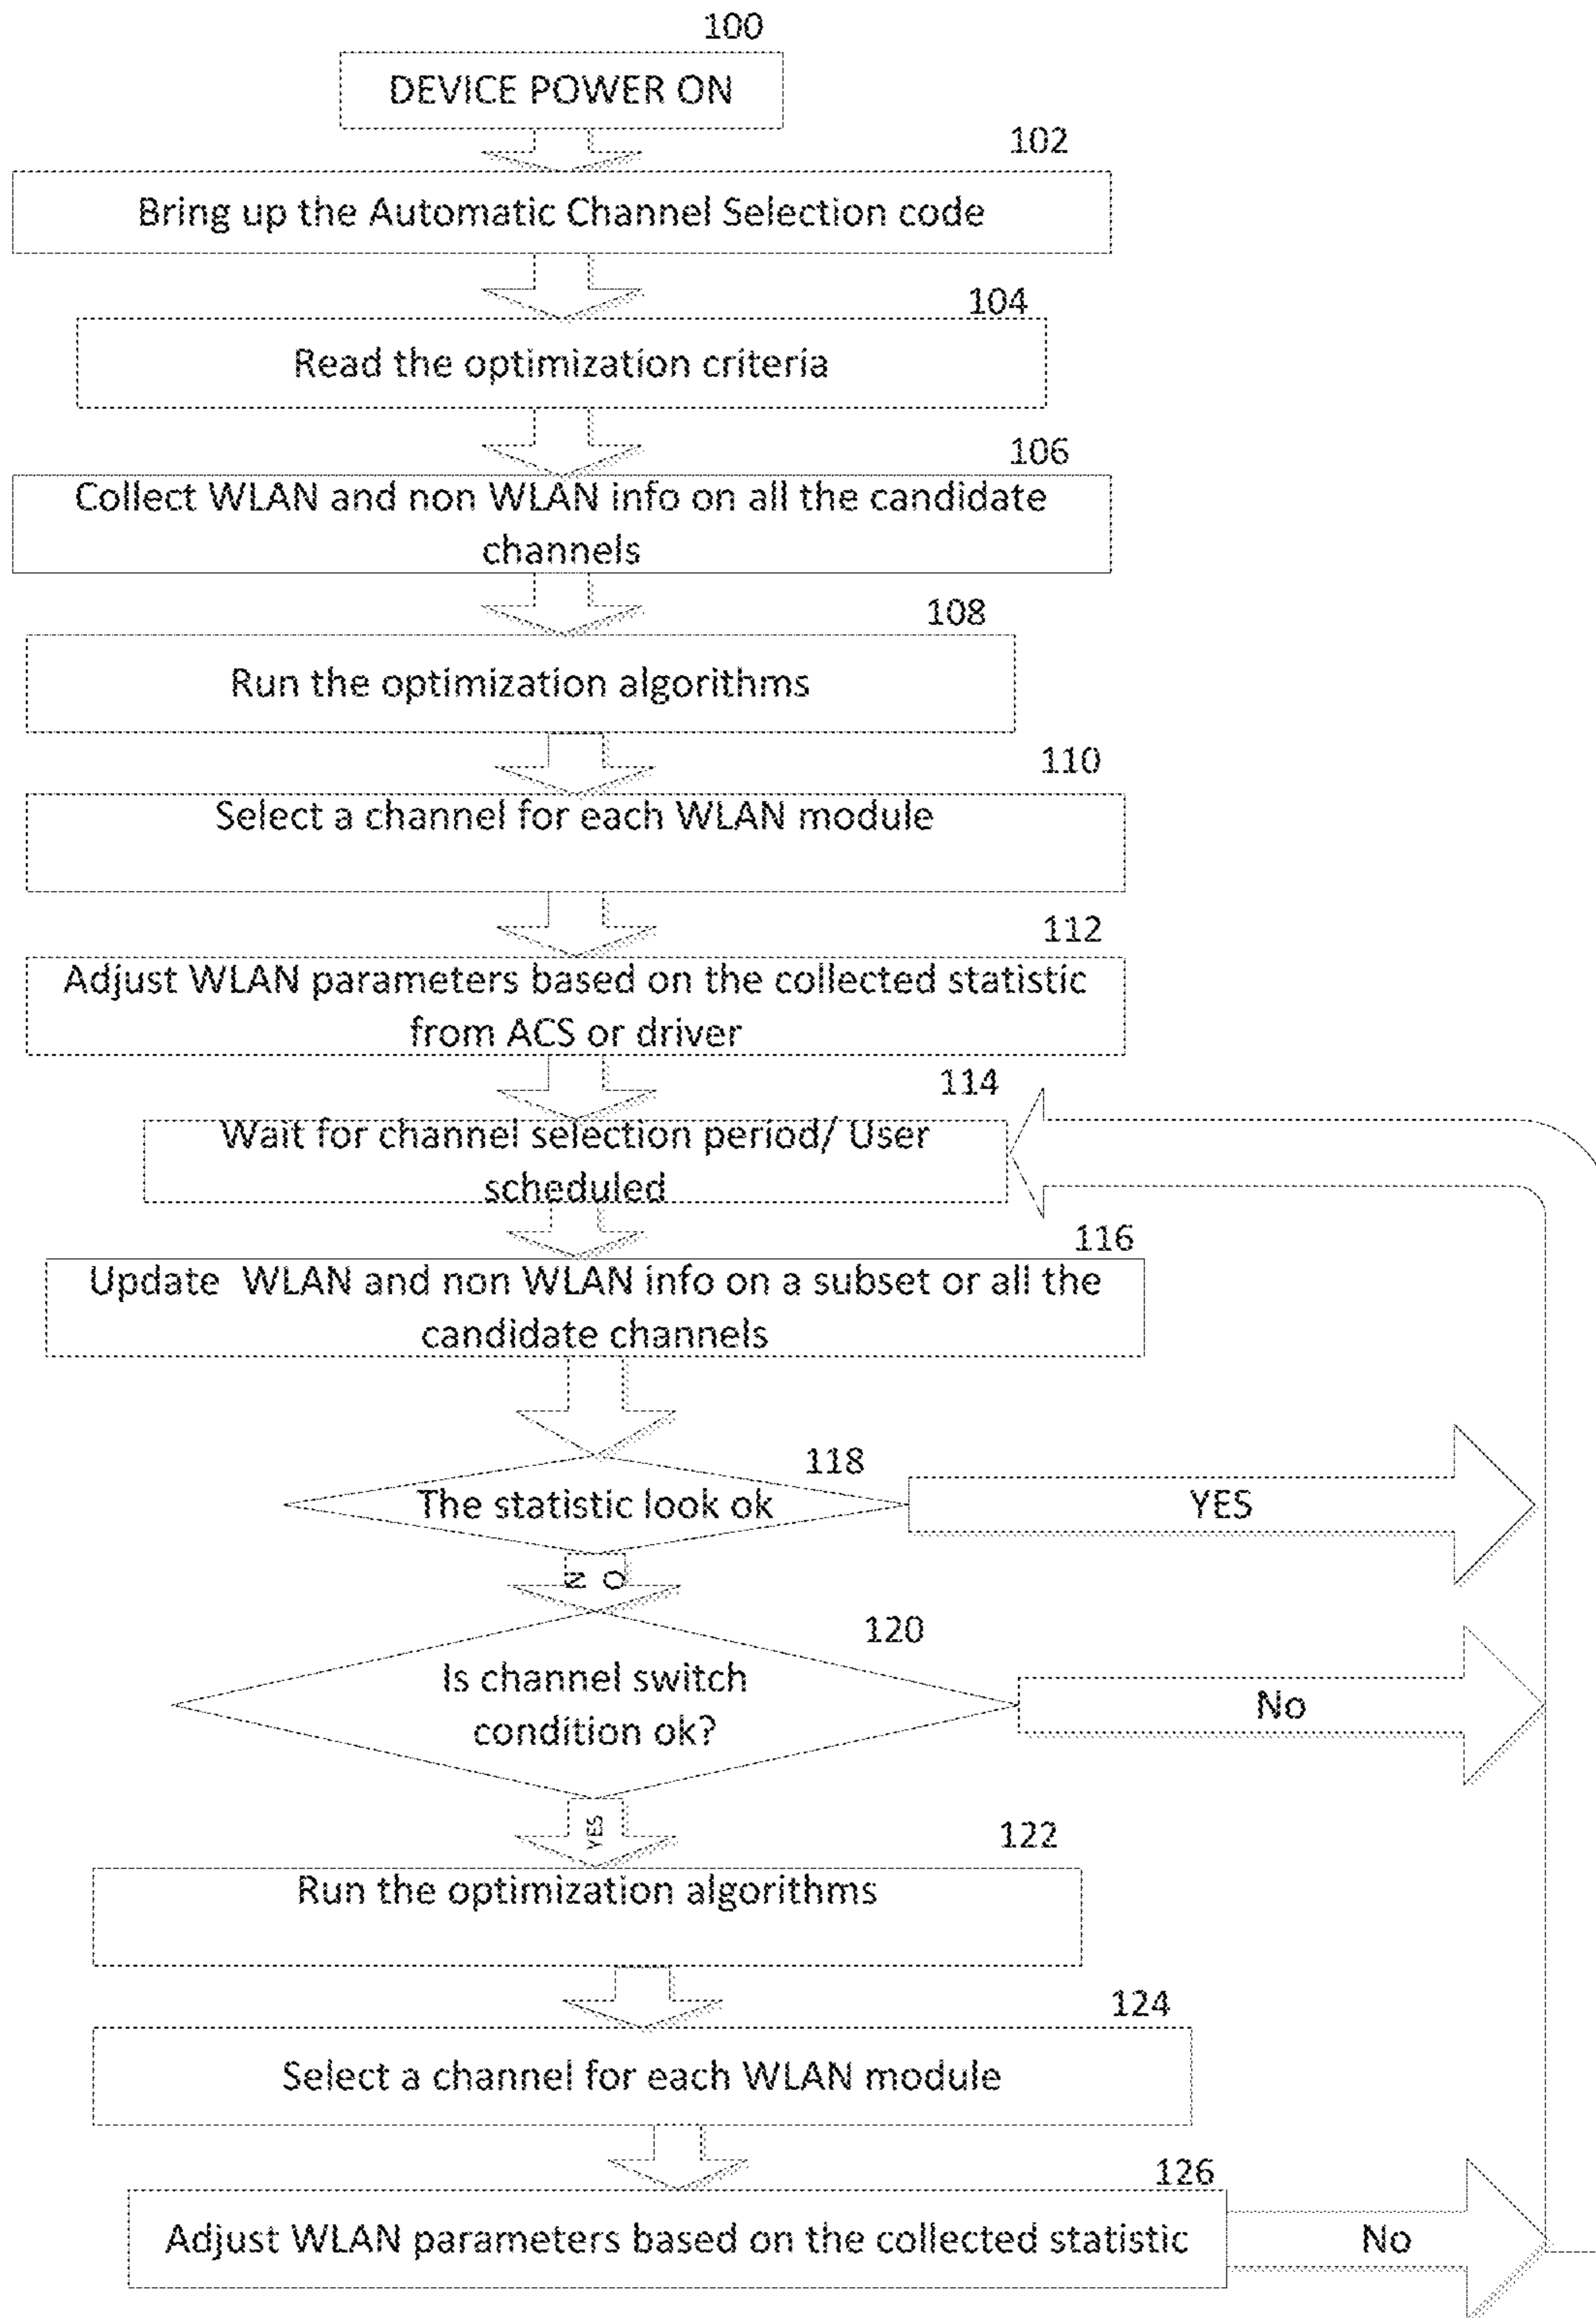 100
DEVICE POWER ON
102
Bring up the Automatic Channel Selection code
104
Read the optimization criteria
106
Collect WLAN and non WLAN info on all the candidate
channels
108
Run the optimization algorithms
110
Select a channel for each WLAN module
112
Adjust WLAN parameters based on the collected statistic
from ACS or driver
114
Wait for channel selection period/ User
scheduled
116
Update  WLAN and non WLAN info on a subset or all the
candidate channels
118
The statistic look ok
YES
N O
120
Is channel switch
condition ok?
No
YES
122
Run the optimization algorithms
124
Select a channel for each WLAN module
126
Adjust WLAN parameters based on the collected statistic
No